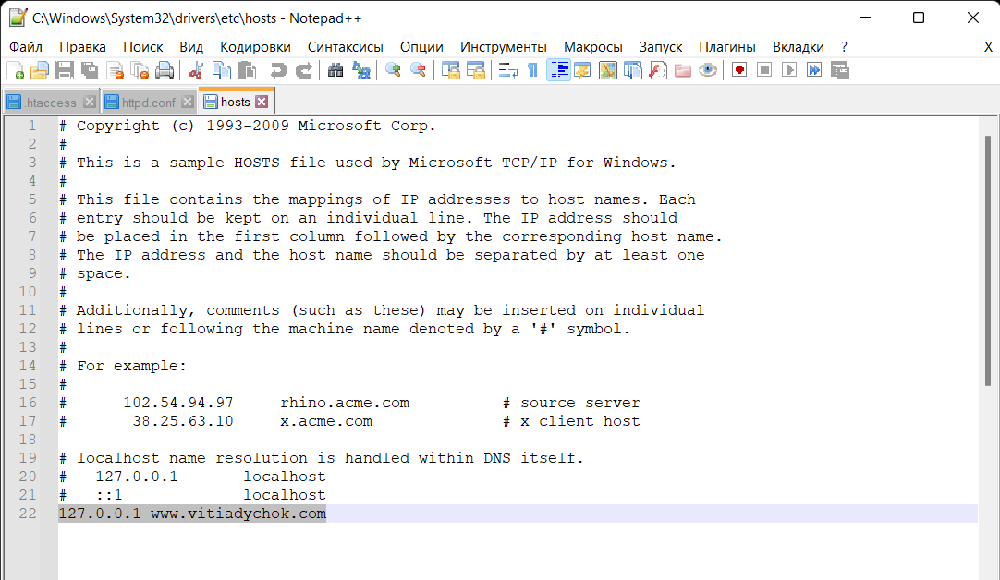 C:\Windows\System32\drivers\etc\hosts - Notepad++
Файл Правка Поиск Вид Кодировки Синтаксисы Опции Инструменты Макросы Запуск Плагины Вкладки ? X
.htaccess httpd.conf hosts
1 # Copyright (c) 1993-2009 Microsoft Corp.
2 #
3 # This is a sample HOSTS file used by Microsoft TCP/IP for Windows.
4 #
5 # This file contains the mappings of IP addresses to host names. Each
6 # entry should be kept on an individual line. The IP address should
7 # be placed in the first column followed by the corresponding host name.
8 # The IP address and the host name should be separated by at least one
9 # space.
10 #
11 # Additionally, comments (such as these) may be inserted on individual
12 # lines or following the machine name denoted by a '#' symbol.
13 #
14 # For example:
15 #
16 #      102.54.94.97     rhino.acme.com          # source server
17 #       38.25.63.10     x.acme.com              # x client host
18
19 # localhost name resolution is handled within DNS itself.
20 #   127.0.0.1       localhost
21 #   ::1             localhost
22 127.0.0.1 www.vitiadychok.com